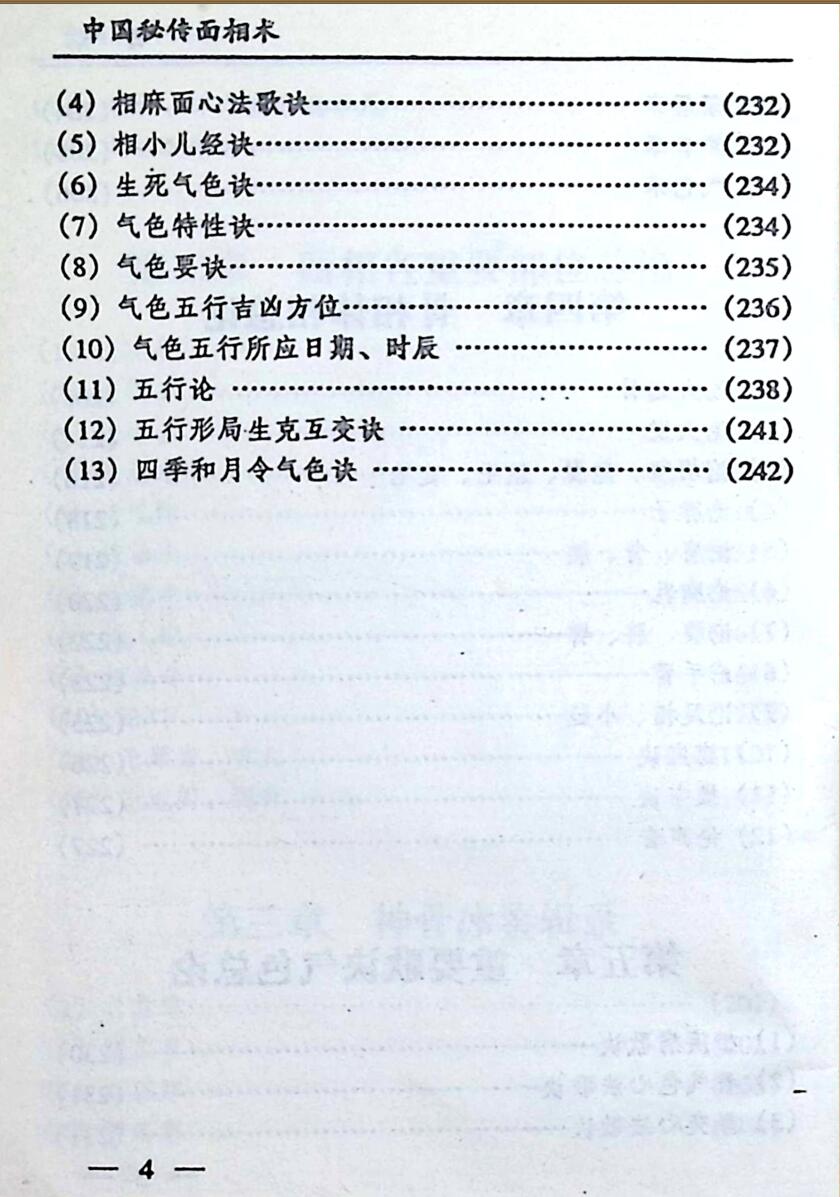 中国秘传面相术
(4) 相麻面心法歌诀……………………………………(232)
(5) 相小儿经诀…………………………………………(232)
(6) 生死气色诀…………………………………………(234)
(7) 气色特性诀…………………………………………(234)
(8) 气色要诀……………………………………………(235)
(9) 气色五行吉凶方位…………………………………(236)
(10) 气色五行所应日期、时辰 ………………………(237)
(11) 五行论 ……………………………………………(238)
(12) 五行形局生克互变诀 ……………………………(241)
(13) 四季和月令气色诀 ………………………………(242)
— 4 —